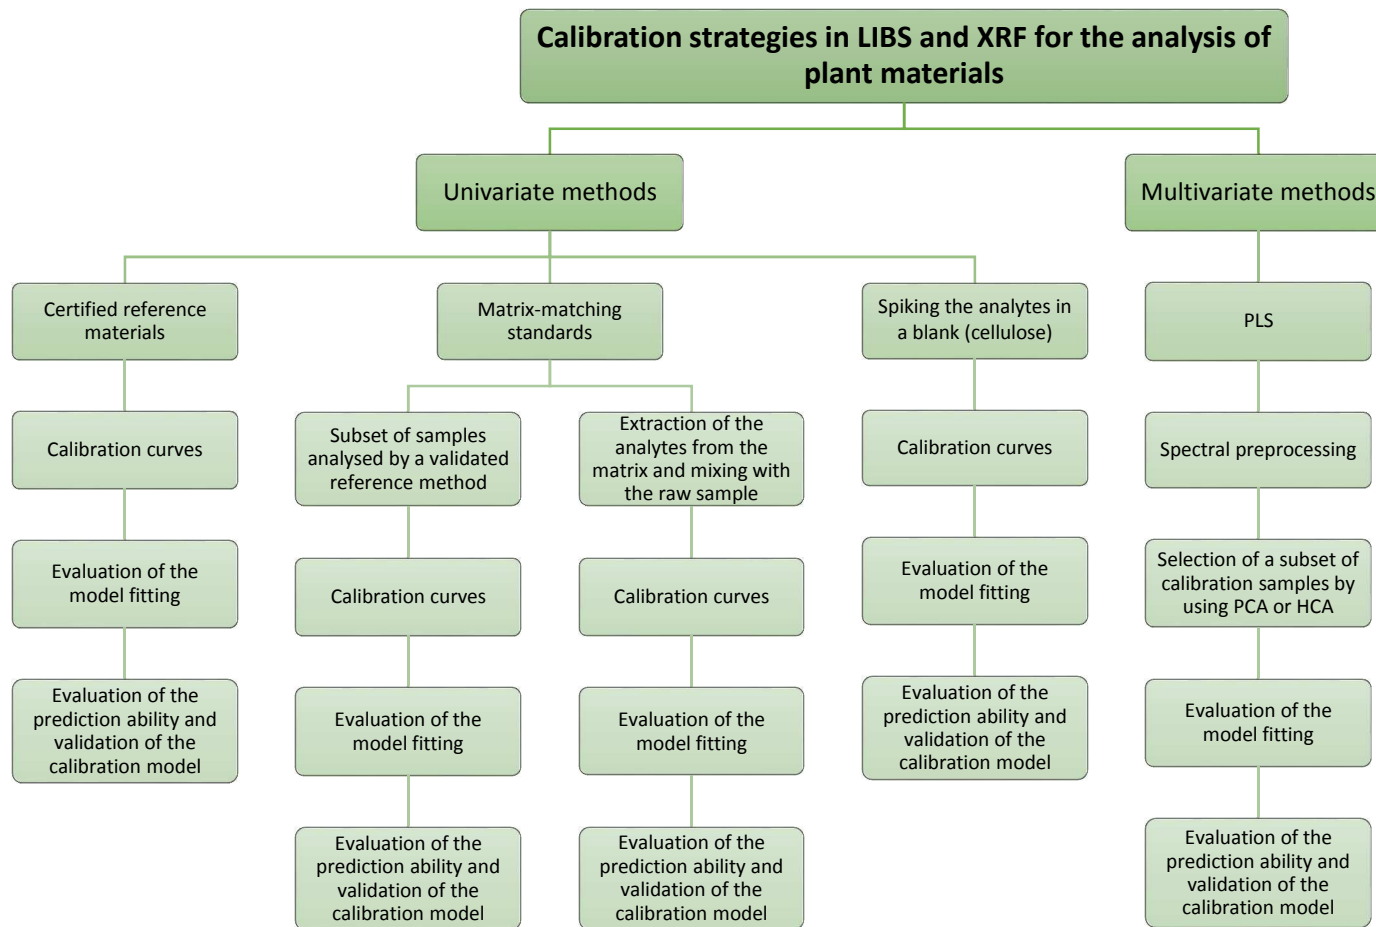 Calibration strategies in LIBS and XRF for the analysis of
plant materials
Univariate methods
Multivariate methods
Certified reference
materials
Matrix-matching
standards
Spiking the analytes in
a blank (cellulose)
PLS
Calibration curves
Subset of samples
analysed by a validated
reference method
Extraction of the
analytes from the
matrix and mixing with
the raw sample
Calibration curves
Spectral preprocessing
Evaluation of the
model fitting
Calibration curves
Calibration curves
Evaluation of the
model fitting
Selection of a subset of
calibration samples by
using PCA or HCA
Evaluation of the
prediction ability and
validation of the
calibration model
Evaluation of the
model fitting
Evaluation of the
model fitting
Evaluation of the
prediction ability and
validation of the
calibration model
Evaluation of the
model fitting
Evaluation of the
prediction ability and
validation of the
calibration model
Evaluation of the
prediction ability and
validation of the
calibration model
Evaluation of the
prediction ability and
validation of the
calibration model